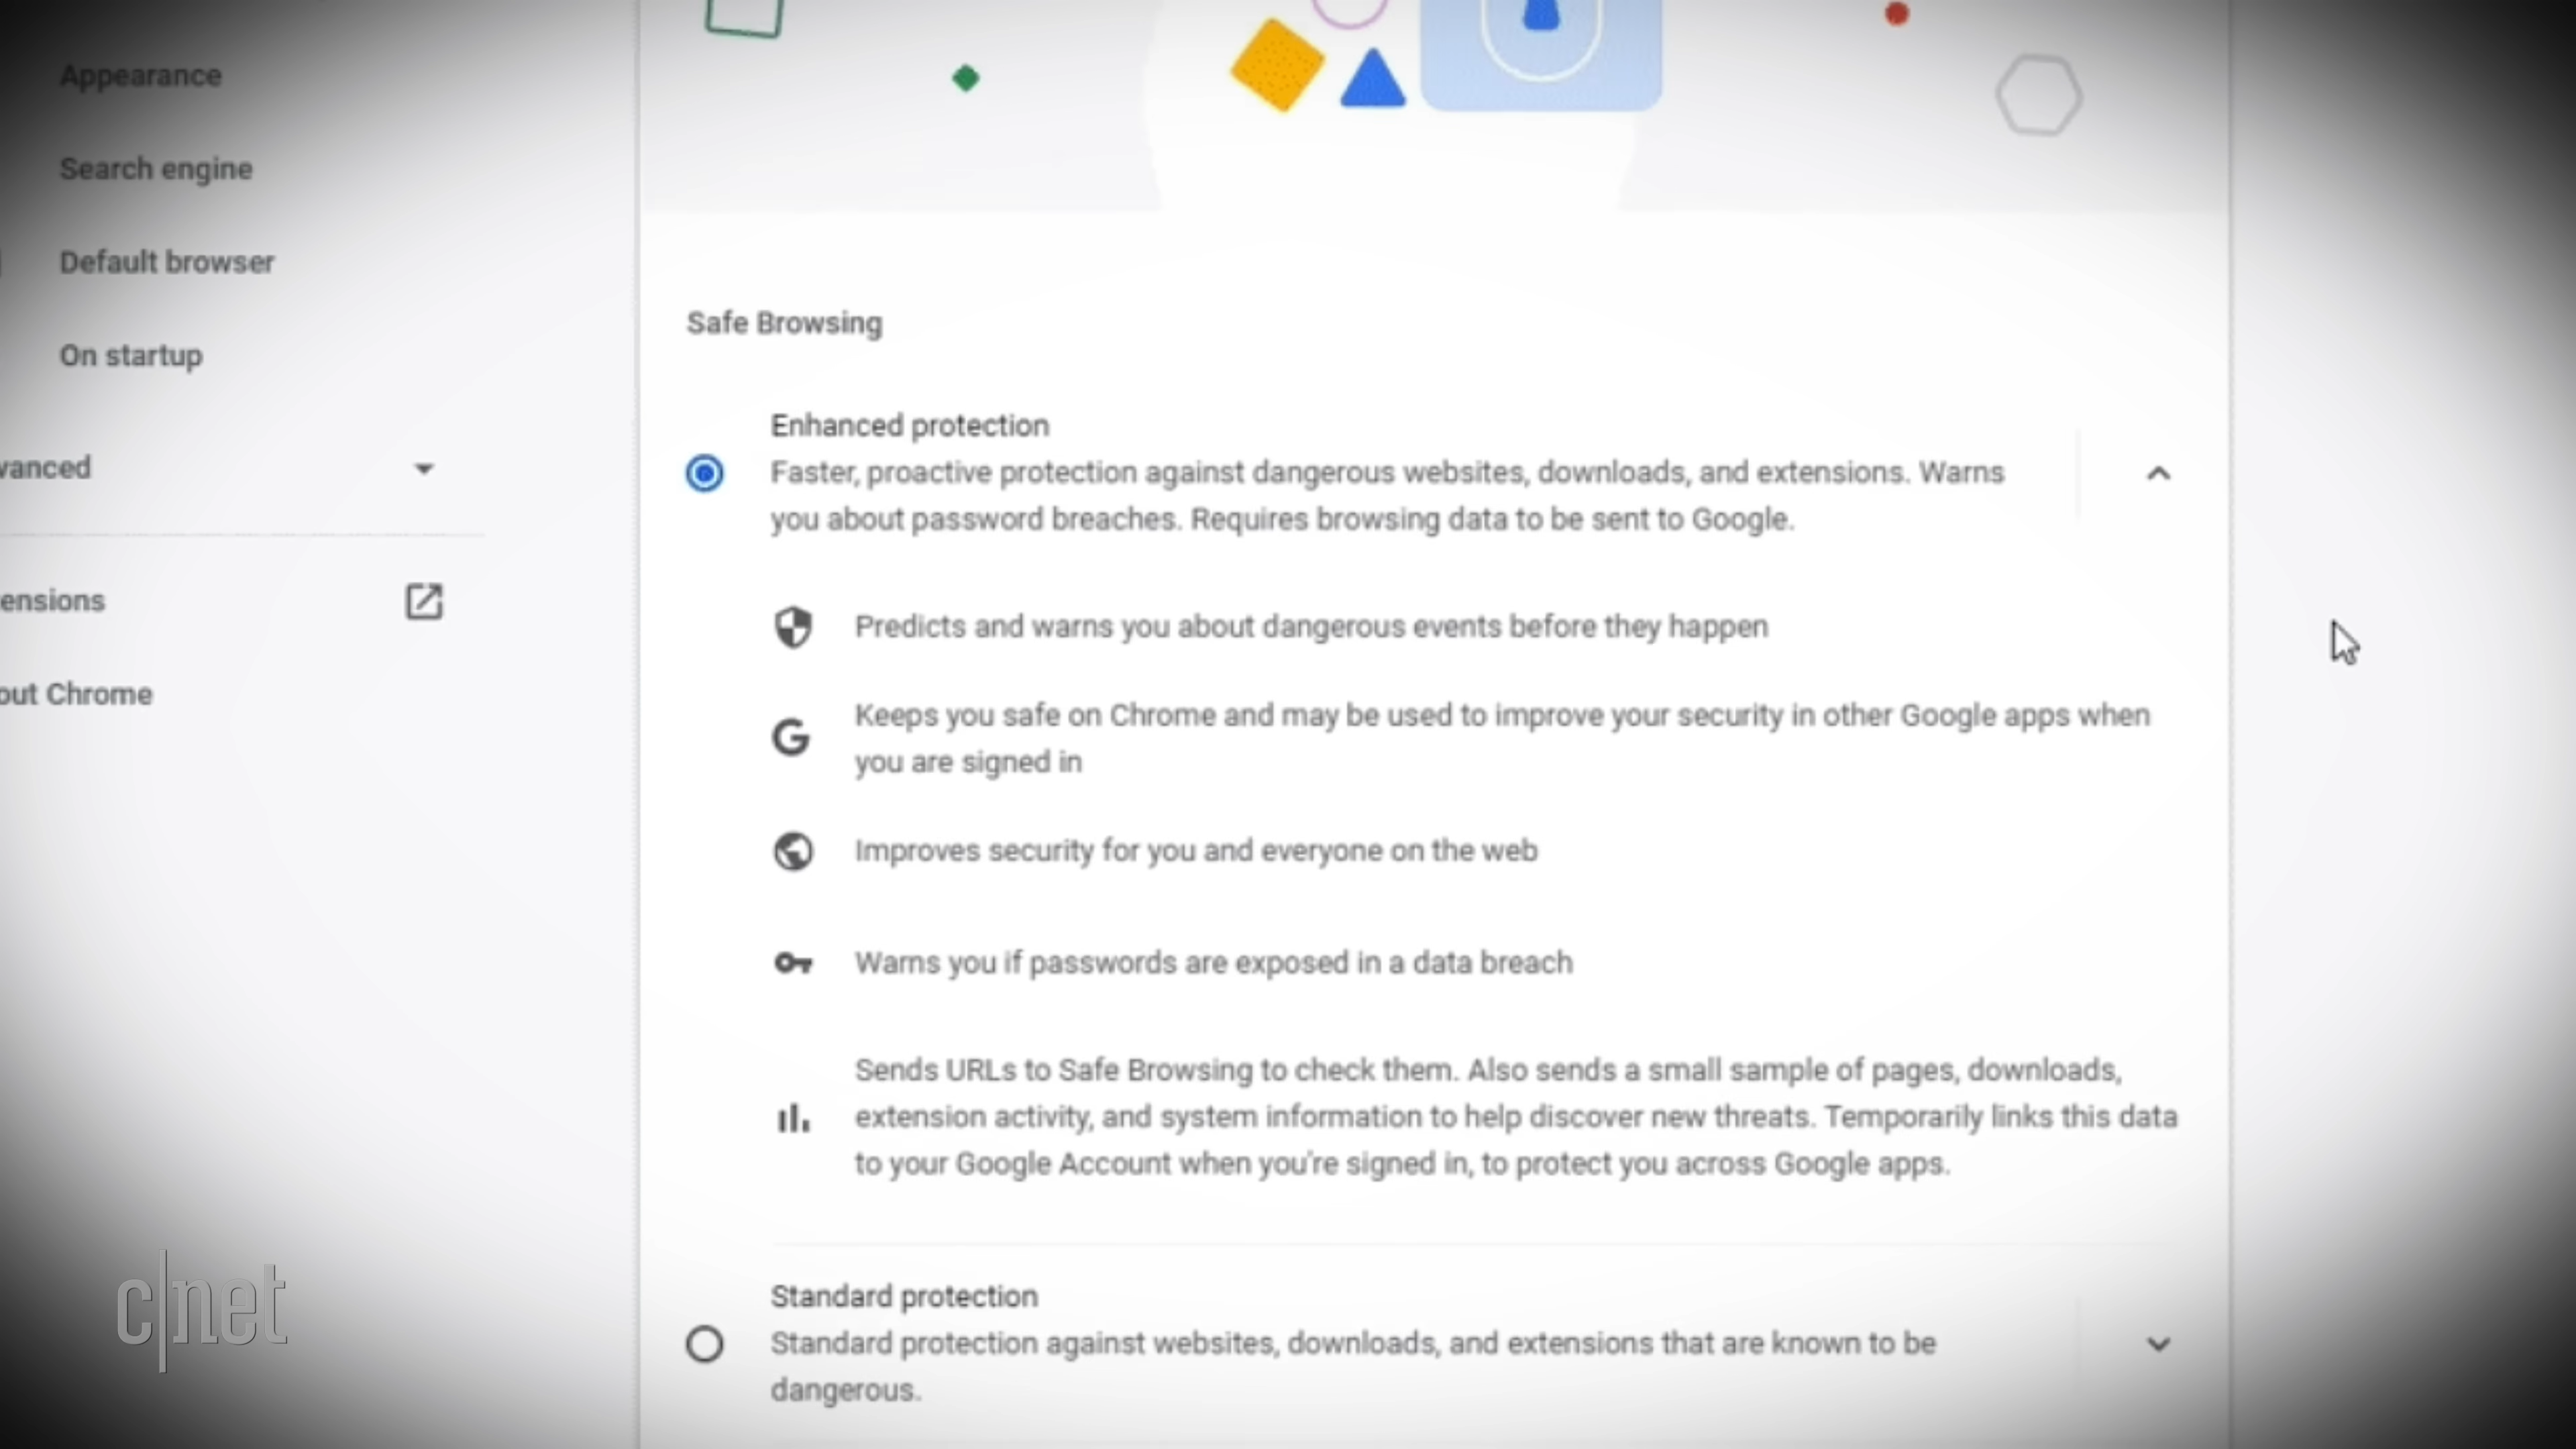 Appearance
Search engine
Default browser
On startup
vanced
ensions
out Chrome
Safe Browsing
Enhanced protection
Faster, proactive protection against dangerous websites, downloads, and extensions. Warns
you about password breaches. Requires browsing data to be sent to Google.
Predicts and warns you about dangerous events before they happen
Keeps you safe on Chrome and may be used to improve your security in other Google apps when
you are signed in
Improves security for you and everyone on the web
Warns you if passwords are exposed in a data breach
Sends URLs to Safe Browsing to check them. Also sends a small sample of pages, downloads,
extension activity, and system information to help discover new threats. Temporarily links this data
to your Google Account when you're signed in, to protect you across Google apps.
Standard protection
Standard protection against websites, downloads, and extensions that are known to be
dangerous.
c|net